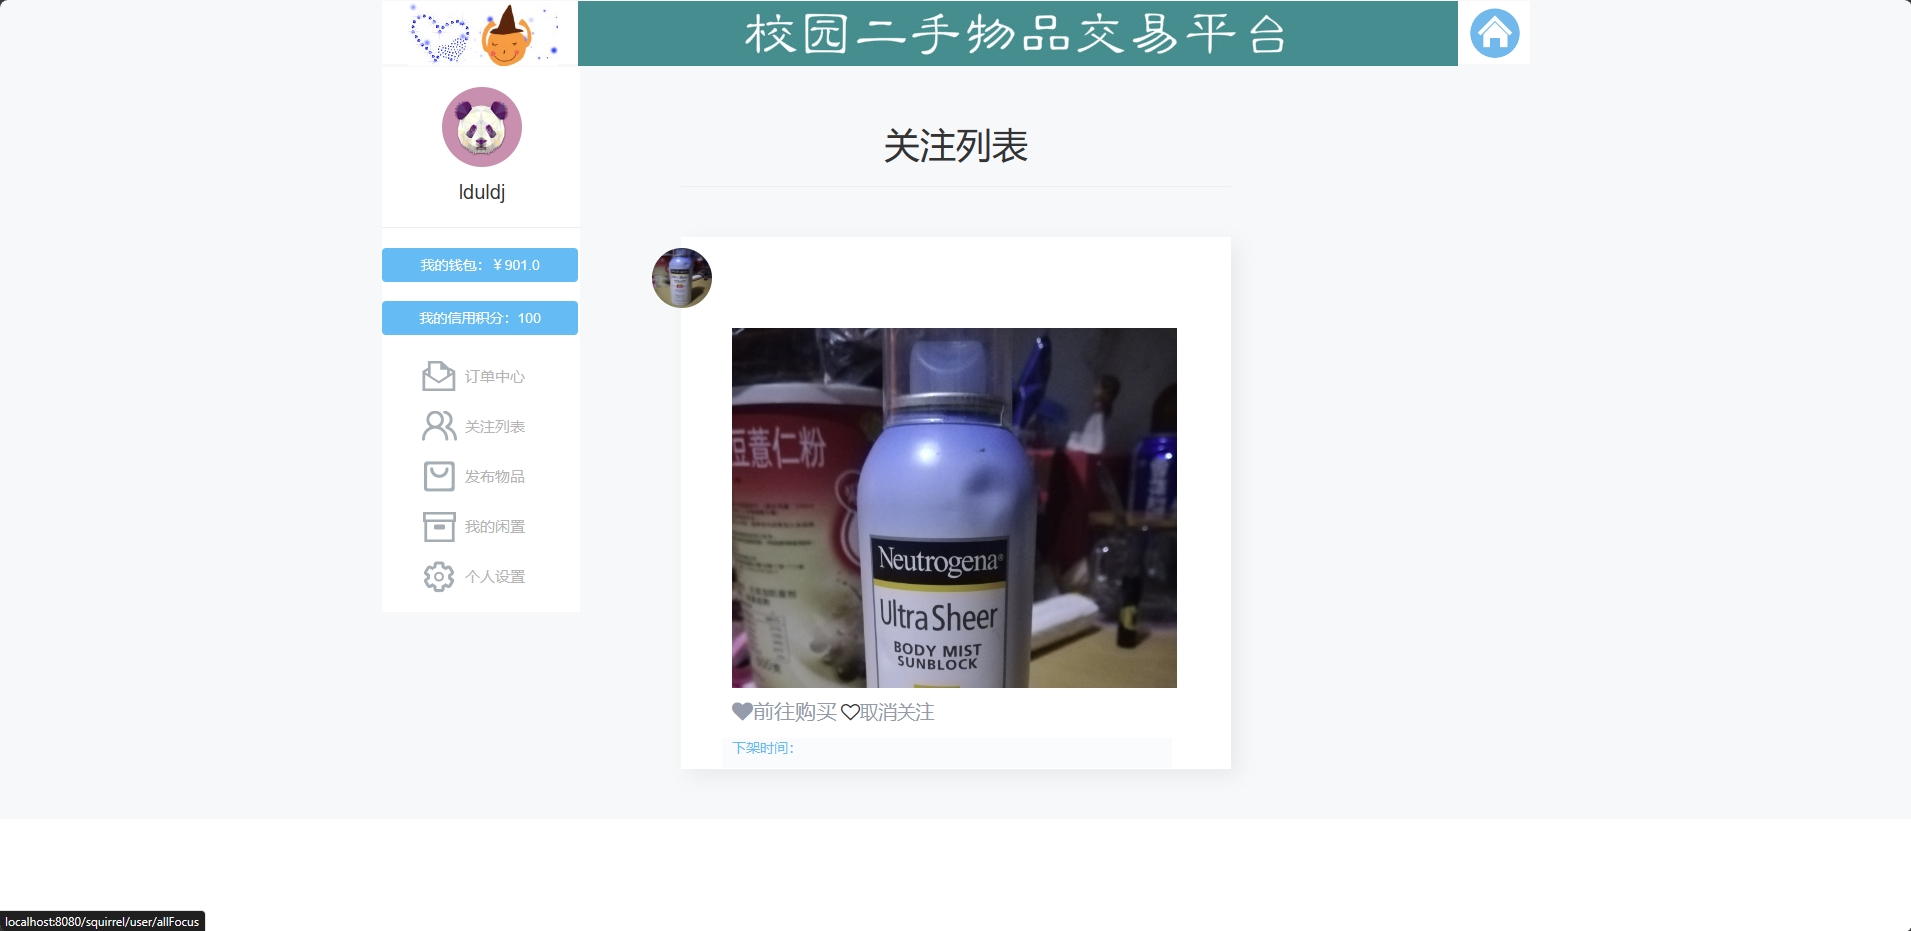 校园二手物品交易平台
lduldj
我的钱包：￥901.0
我的信用积分：100
订单中心
关注列表
发布物品
我的闲置
个人设置
关注列表
豆薏仁粉
Neutrogena®
Ultra Sheer
BODY MIST
SUNBLOCK
前往购买 取消关注
下架时间：
localhost:8080/squirrel/user/allFocus